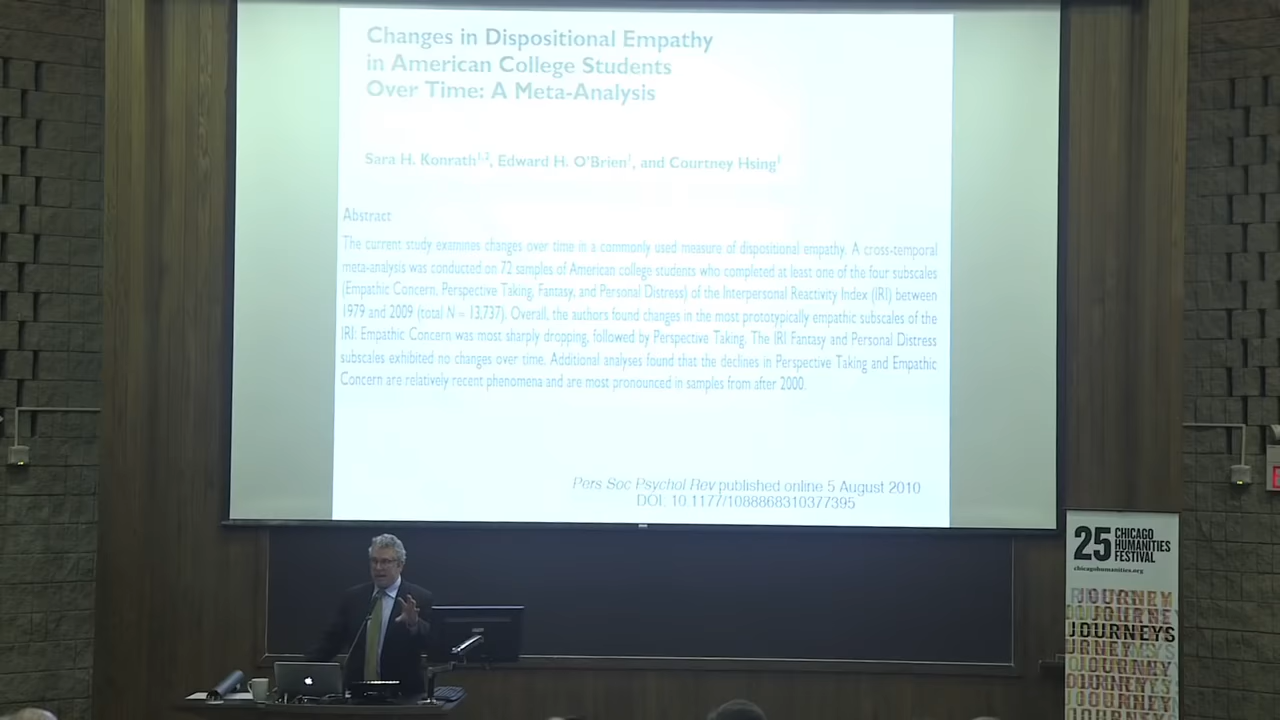 Changes in Dispositional Empathy
in American College Students
Over Time: A Meta-Analysis
Sara H. Konrath1,2, Edward H. O'Brien1, and Courtney Hsing1
Abstract
The current study examines changes over time in a commonly used measure of dispositional empathy. A cross-temporal
meta-analysis was conducted on 72 samples of American college students who completed at least one of the four subscales
(Empathic Concern, Perspective Taking, Fantasy, and Personal Distress) of the Interpersonal Reactivity Index (IRI) between
1979 and 2009 (total N = 13,737). Overall, the authors found changes in the most prototypically empathic subscales of the
IRI: Empathic Concern was most sharply dropping, followed by Perspective Taking. The IRI Fantasy and Personal Distress
subscales exhibited no changes over time. Additional analyses found that the declines in Perspective Taking and Empathic
Concern are relatively recent phenomena and are most pronounced in samples from after 2000.
Pers Soc Psychol Rev published online 5 August 2010
DOI: 10.1177/1088868310377395
25 CHICAGO
HUMANITIES
FESTIVAL
chicagohumanities.org
JOURNEY
JOURNE
JOURNEYS
URNEYS
JOURNEY
JOURNEYS
JOURNEY
JOURNEYS